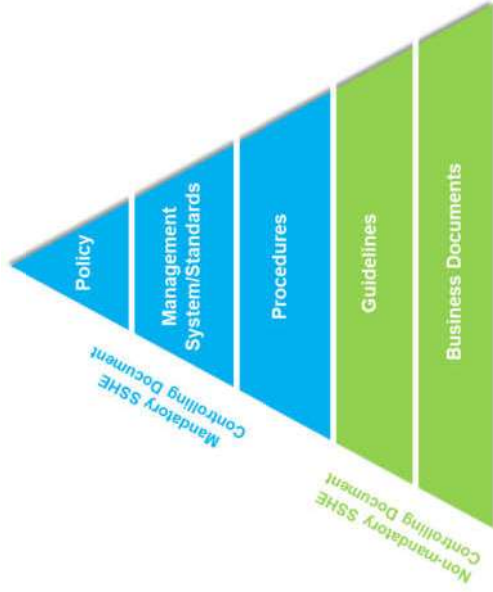 Policy
Management
System/Standards
Procedures
Guidelines
Business Documents
Mandatory SSHE
Controlling Document
Non-mandatory SSHE
Controlling Document